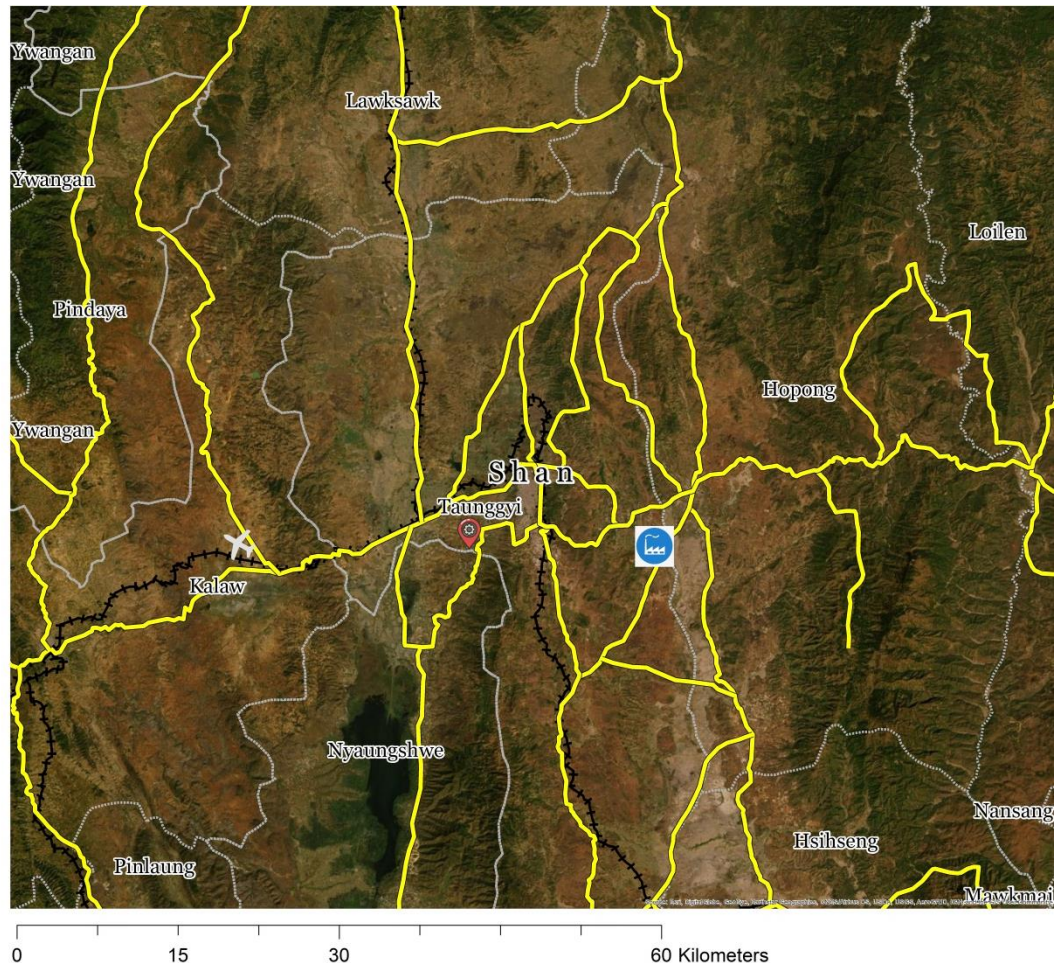 Ywangan
Lawksawk
Ywangan
Loilen
Pindaya
Hopong
Ywangan
Shan
Taunggyi
Kalaw
Nyaungshwe
Nansang
Hsihseng
Pinlaung
Mawkmai
0 15 30 60 Kilometers